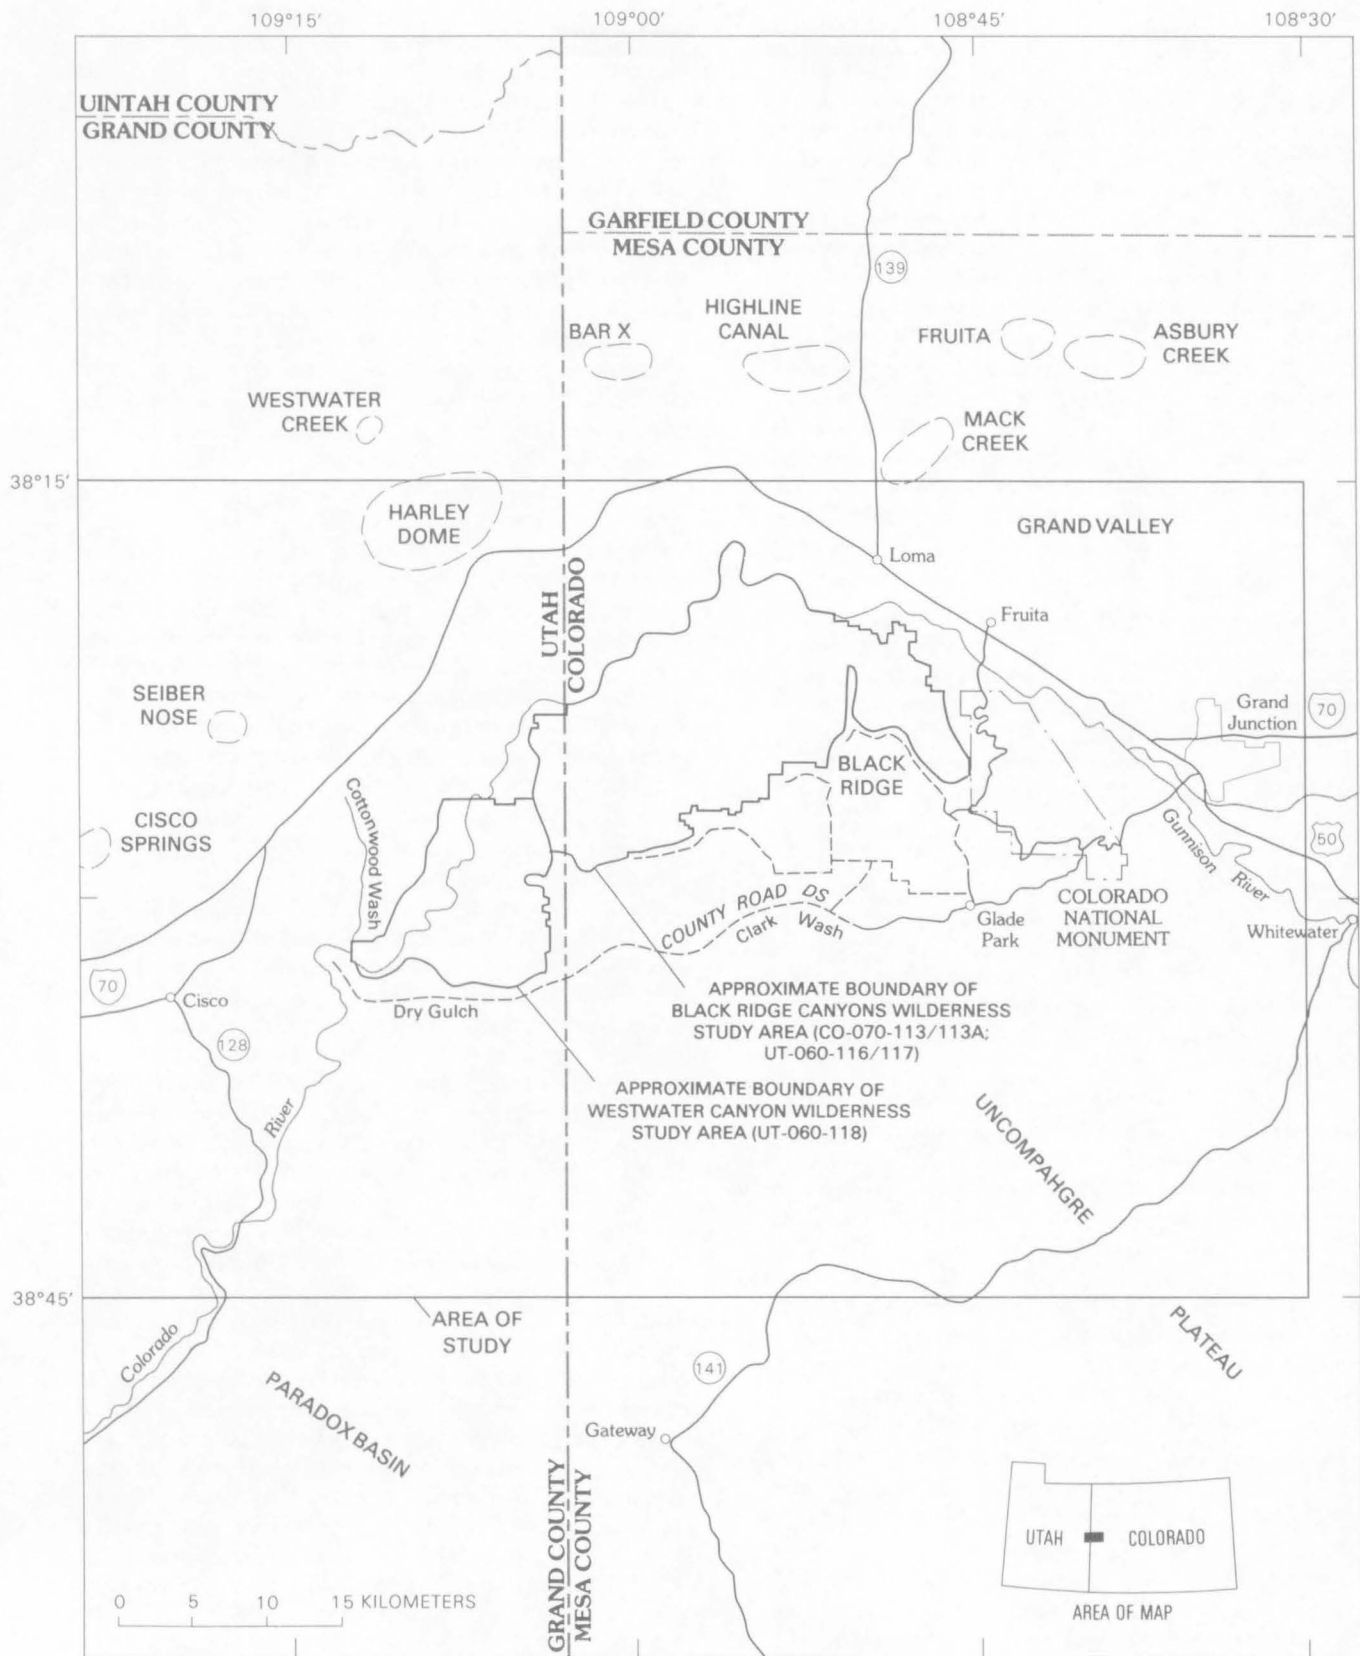 109°15′
109°00′
108°45′
108°30′
UINTAH COUNTY
GRAND COUNTY
GARFIELD COUNTY
MESA COUNTY
139
HIGHLINE
CANAL
BAR X
FRUITA
ASBURY
CREEK
WESTWATER
CREEK
MACK
CREEK
38°15′
HARLEY
DOME
GRAND VALLEY
Loma
UTAH
COLORADO
Fruita
SEIBER
NOSE
Grand
Junction
70
BLACK
RIDGE
Cottonwood Wash
CISCO
SPRINGS
Gunnison River
50
COUNTY ROAD DS
Clark Wash
Glade
Park
COLORADO
NATIONAL
MONUMENT
Whitewater
70
Cisco
Dry Gulch
APPROXIMATE BOUNDARY OF
BLACK RIDGE CANYONS WILDERNESS
STUDY AREA (CO-070-113/113A;
UT-060-116/117)
128
APPROXIMATE BOUNDARY OF
WESTWATER CANYON WILDERNESS
STUDY AREA (UT-060-118)
River
UNCOMPAHGRE
38°45′
AREA OF
STUDY
PLATEAU
Colorado
141
PARADOX BASIN
Gateway
GRAND COUNTY
MESA COUNTY
UTAH
COLORADO
0 5 10 15 KILOMETERS
AREA OF MAP